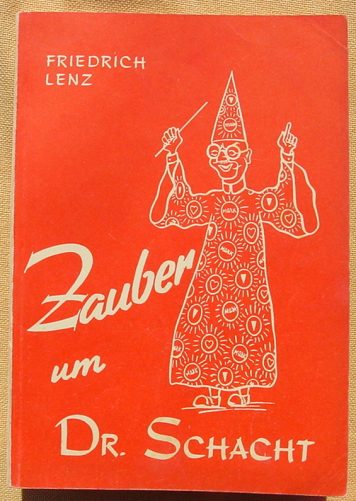 FRIEDRICH
LENZ
Zauber
um
DR. SCHACHT